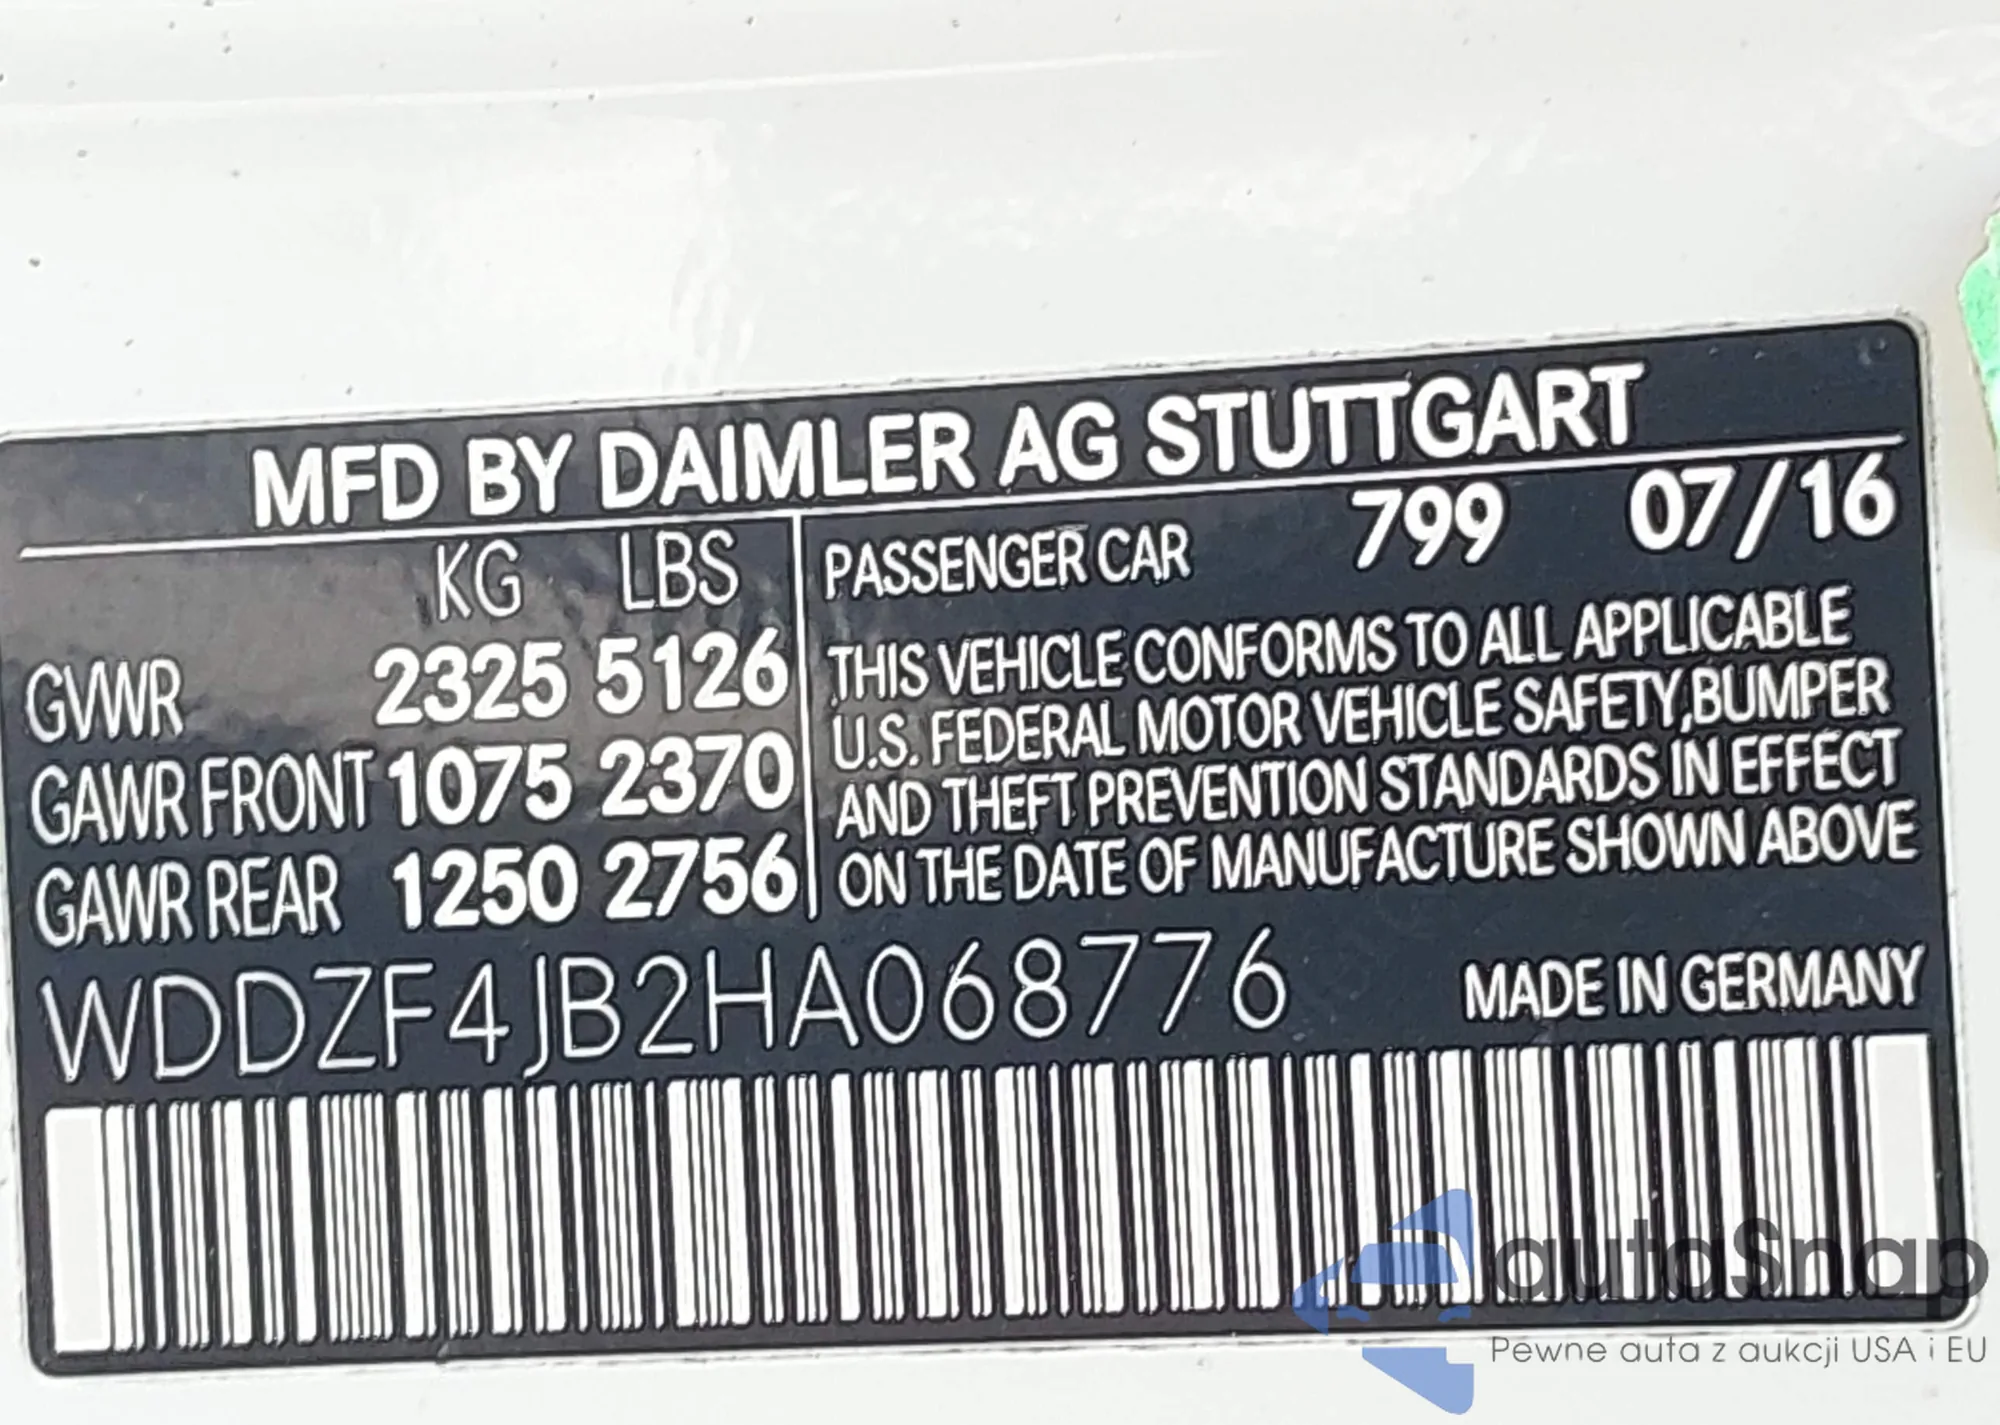 MFD BY DAIMLER AG STUTTGART
KG LBS
GVWR 2325 5126
GAWR FRONT 1075 2370
GAWR REAR 1250 2756
PASSENGER CAR 799 07/16
THIS VEHICLE CONFORMS TO ALL APPLICABLE
U.S. FEDERAL MOTOR VEHICLE SAFETY,BUMPER
AND THEFT PREVENTION STANDARDS IN EFFECT
ON THE DATE OF MANUFACTURE SHOWN ABOVE
WDDZF4JB2HA068776 MADE IN GERMANY
autoSnap
Pewne auta z aukcji USA i EU